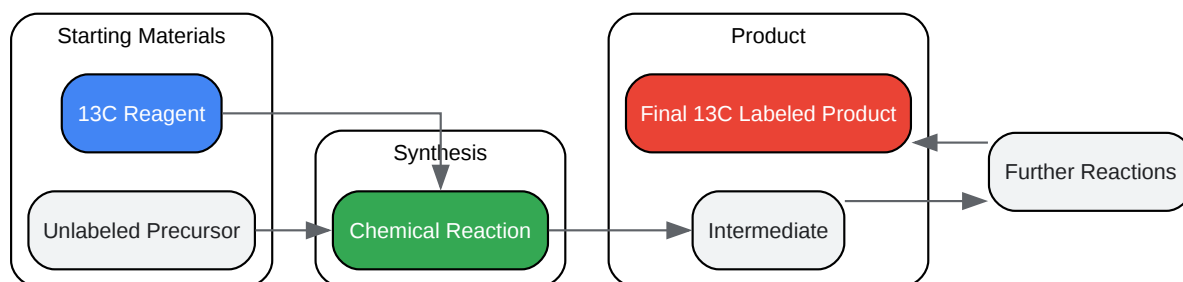 Starting Materials
13C Reagent
Unlabeled Precursor
Synthesis
Chemical Reaction
Product
Final 13C Labeled Product
Intermediate
Further Reactions